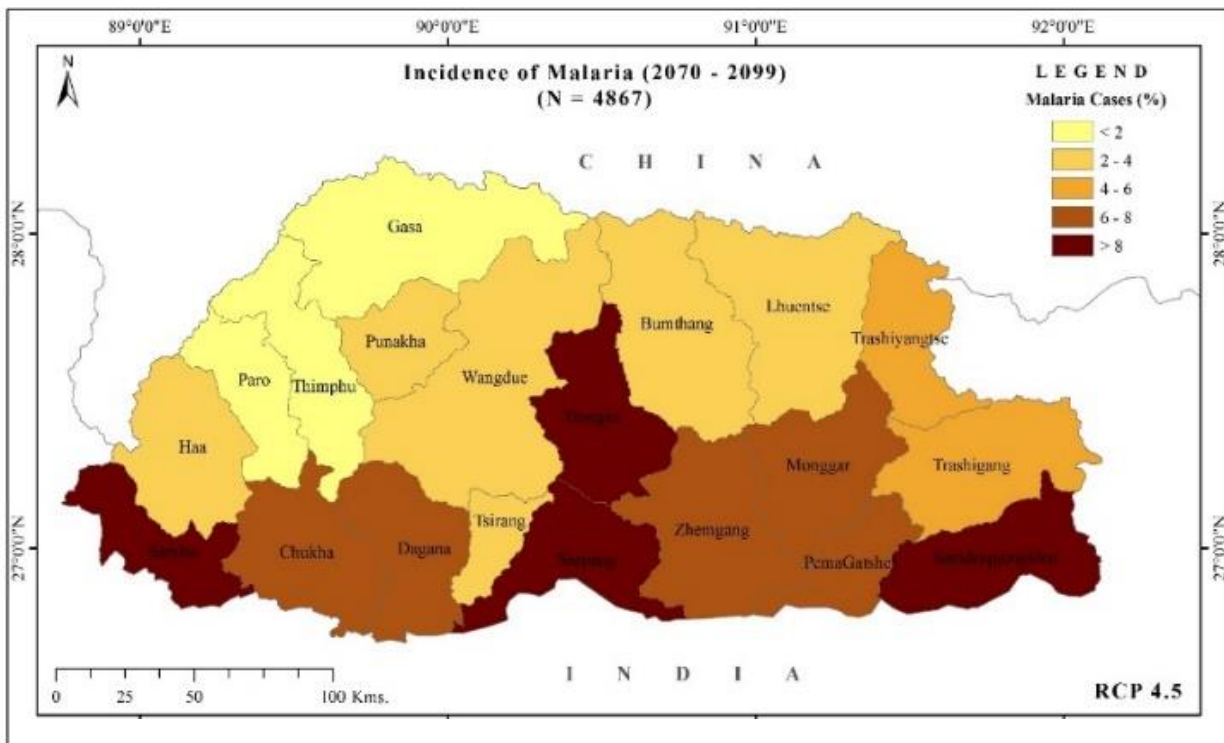 89°0'0"E 90°0'0"E 91°0'0"E 92°0'0"E
N
Incidence of Malaria (2070 - 2099)
(N = 4867)
L E G E N D
Malaria Cases (%)
< 2
2 - 4
4 - 6
6 - 8
> 8
C H I N A
28°0'0"N
28°0'0"N
Gasa
Lhuentse
Bumthang
Punakha
Trashiyangtse
Wangdue
Paro
Thimphu
Haa
Monggar
Trashigang
Tsirang
Zhemgang
Chukha
Dagana
27°0'0"N
27°0'0"N
PemaGatshel
I N D I A
RCP 4.5
0 25 50 100 Kms.